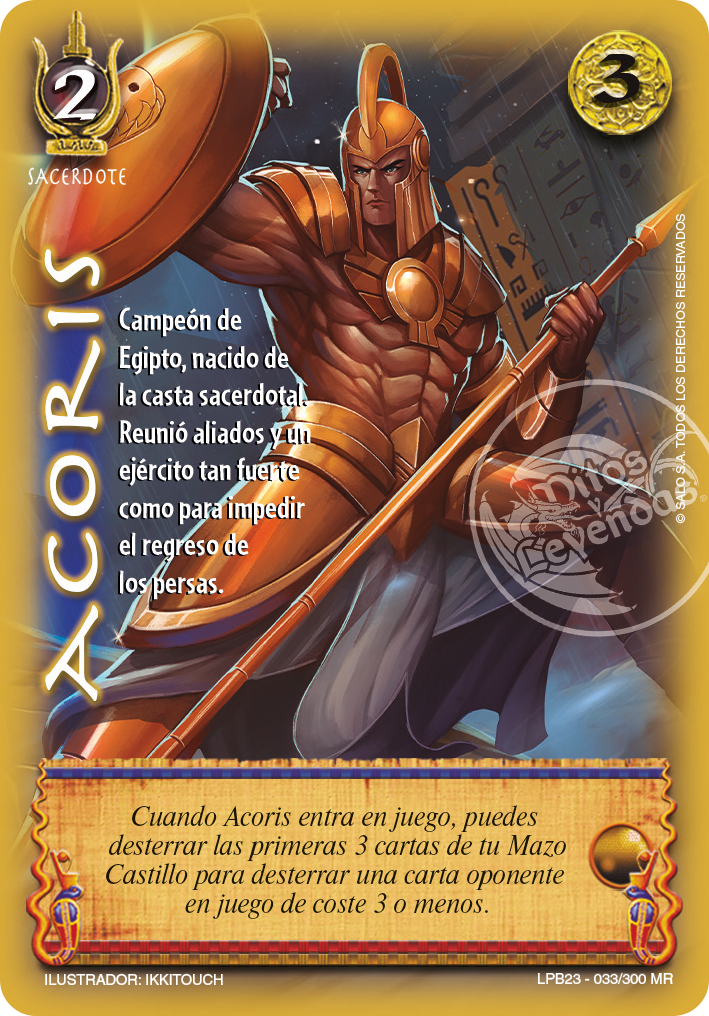 2
3
SACERDOTE
ACORIS
Campeón de
Egipto, nacido de
la casta sacerdotal.
Reunió aliados y un
ejército tan fuerte
como para impedir
el regreso de
los persas.
© SALO S.A. TODOS LOS DERECHOS RESERVADOS
Mitos
y
Leyendas®
Cuando Acoris entra en juego, puedes
desterrar las primeras 3 cartas de tu Mazo
Castillo para desterrar una carta oponente
en juego de coste 3 o menos.
ILUSTRADOR: IKKITOUCH
LPB23 - 033/300 MR